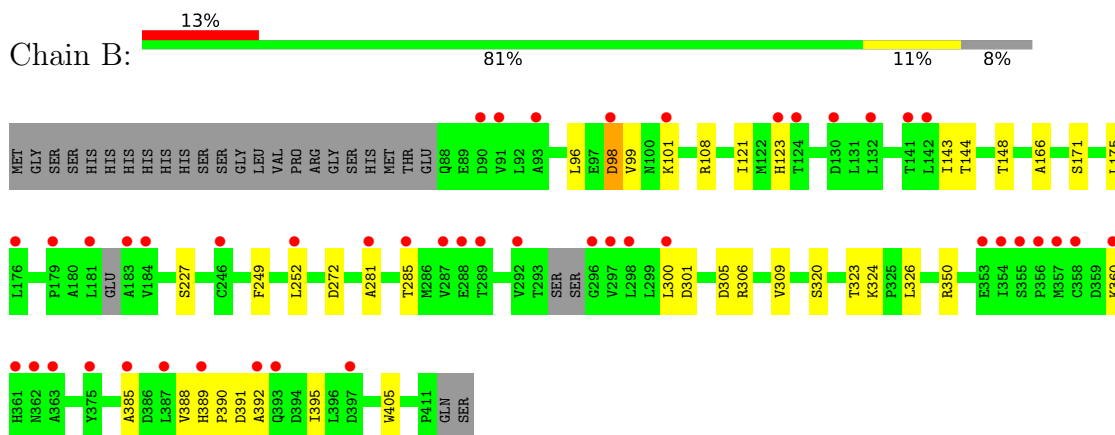 13%
Chain B:
81% 11% 8%
MET GLY SER SER HIS HIS HIS HIS HIS HIS SER SER GLY LEU VAL PRO ARG GLY SER HIS MET THR GLU Q88 E89 D90 V91 L92 A93 L96 E97 D98 V99 N100 K101 R108 I121 M122 H123 T124 D130 L131 L132 T141 L142 I143 T144 T148 A166 S171 L175
L176 P179 A180 L181 GLU A183 V184 S227 C246 F249 L252 D272 A281 T285 M286 V287 E288 T289 V292 T293 SER SER G296 V297 L298 L299 L300 D301 D305 R306 V309 S320 T323 K324 P325 L326 R350 E353 I354 S355 P356 M357 C358 D359 K360
H361 N362 A363 Y375 A385 D386 L387 V388 H389 P390 D391 A392 Q393 D394 I395 L396 D397 W405 P411 GLN SER